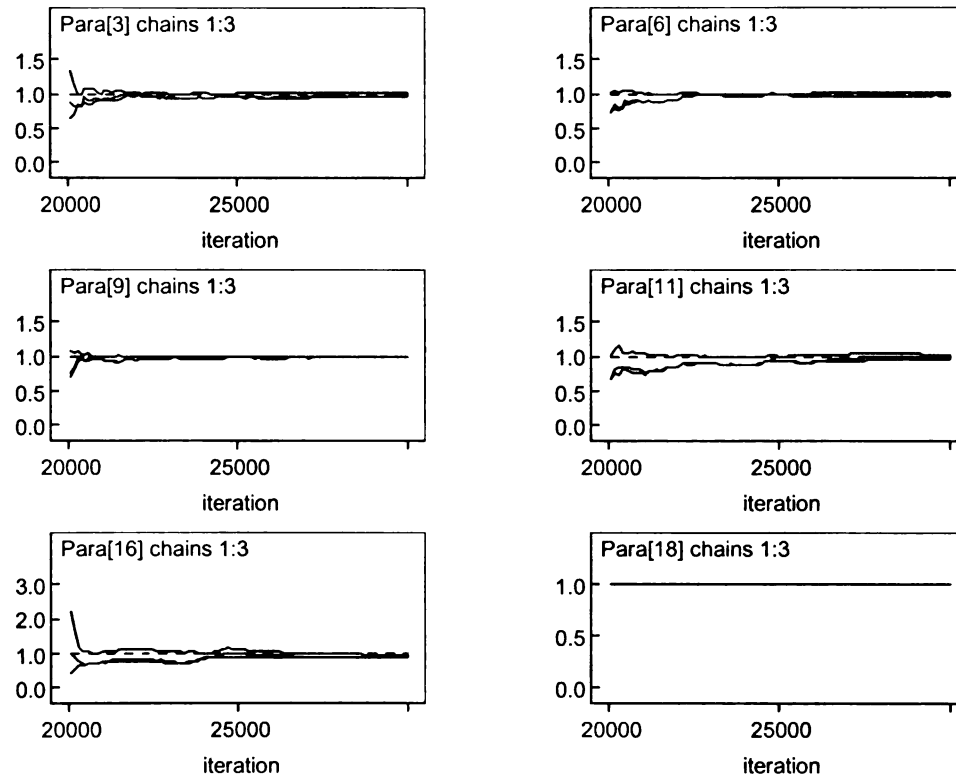 Para[3] chains 1:3
1.5
1.0
0.5
0.0
20000 25000
iteration
Para[6] chains 1:3
1.5
1.0
0.5
0.0
20000 25000
iteration
Para[9] chains 1:3
1.5
1.0
0.5
0.0
20000 25000
iteration
Para[11] chains 1:3
1.5
1.0
0.5
0.0
20000 25000
iteration
Para[16] chains 1:3
3.0
2.0
1.0
0.0
20000 25000
iteration
Para[18] chains 1:3
1.0
0.5
0.0
20000 25000
iteration